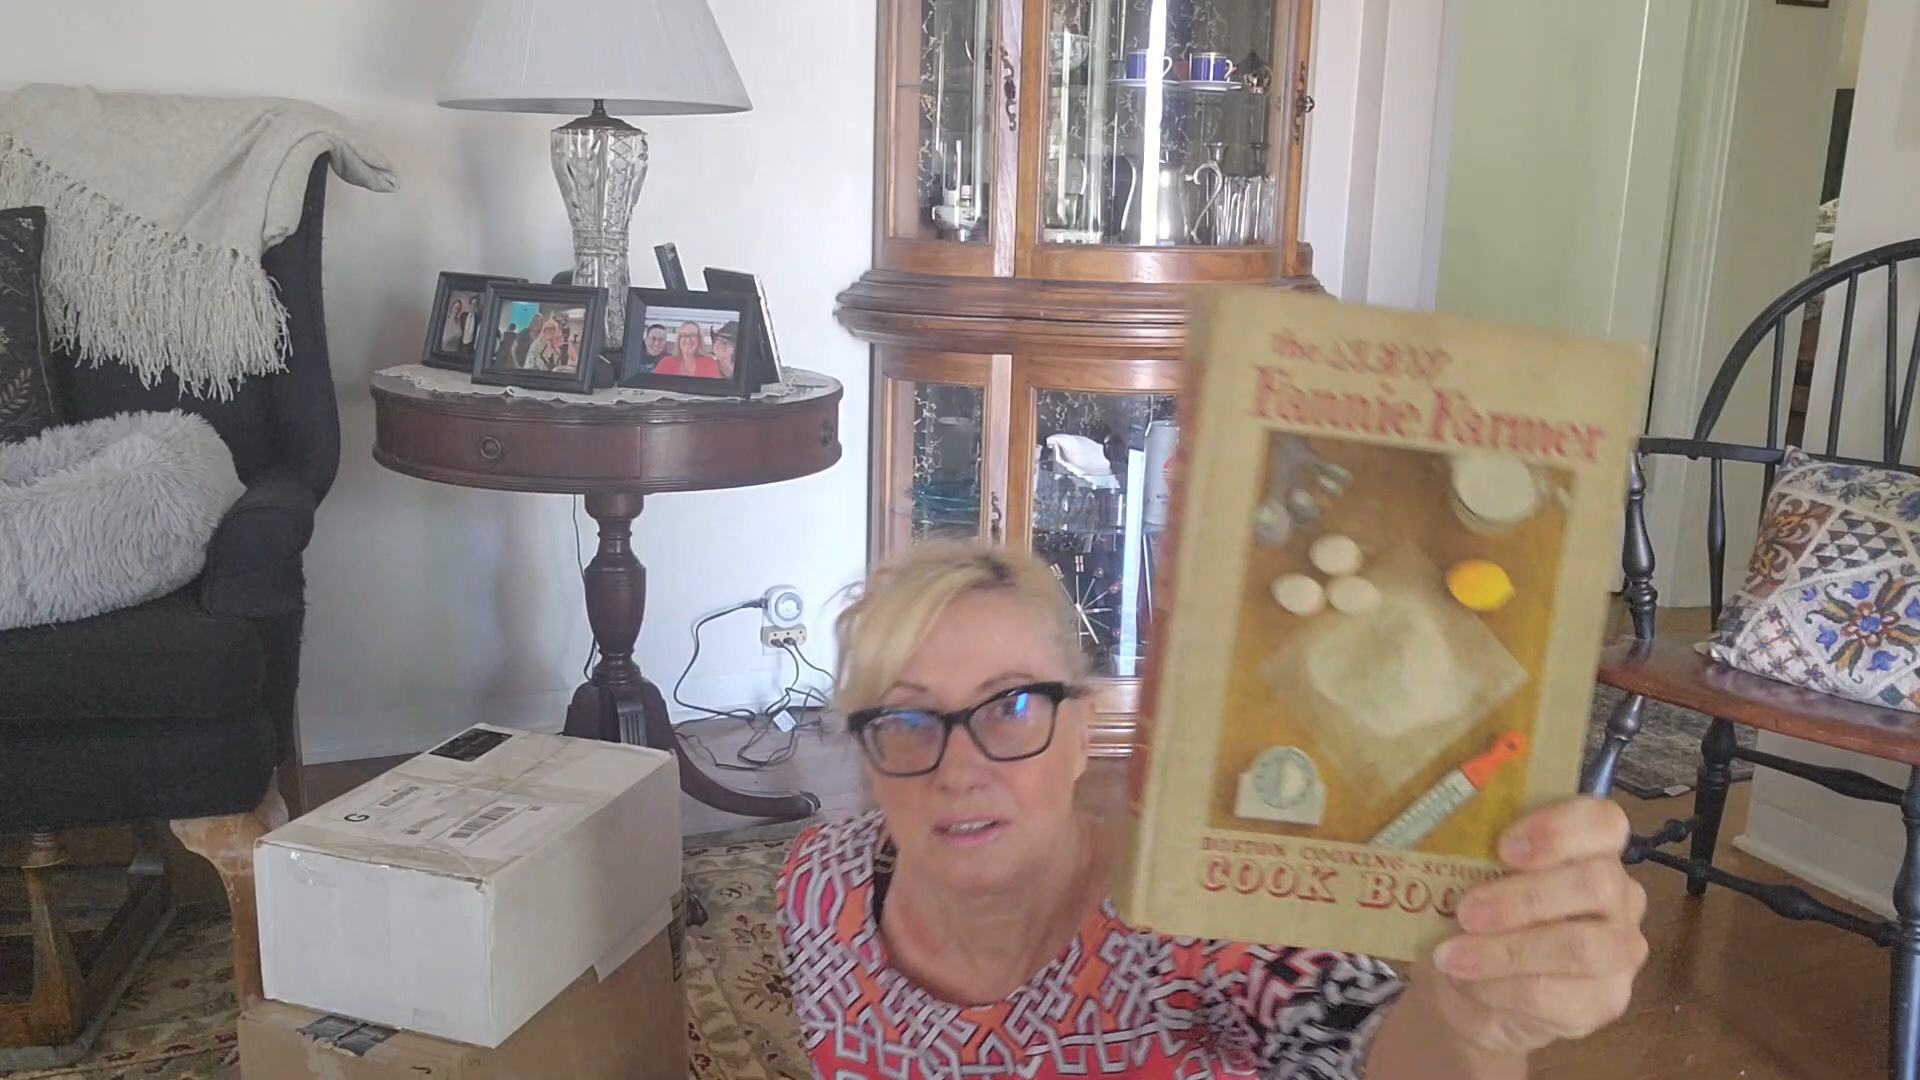 the NEW
Fannie Farmer
BOSTON COOKING-SCHOOL
COOK BOO
G